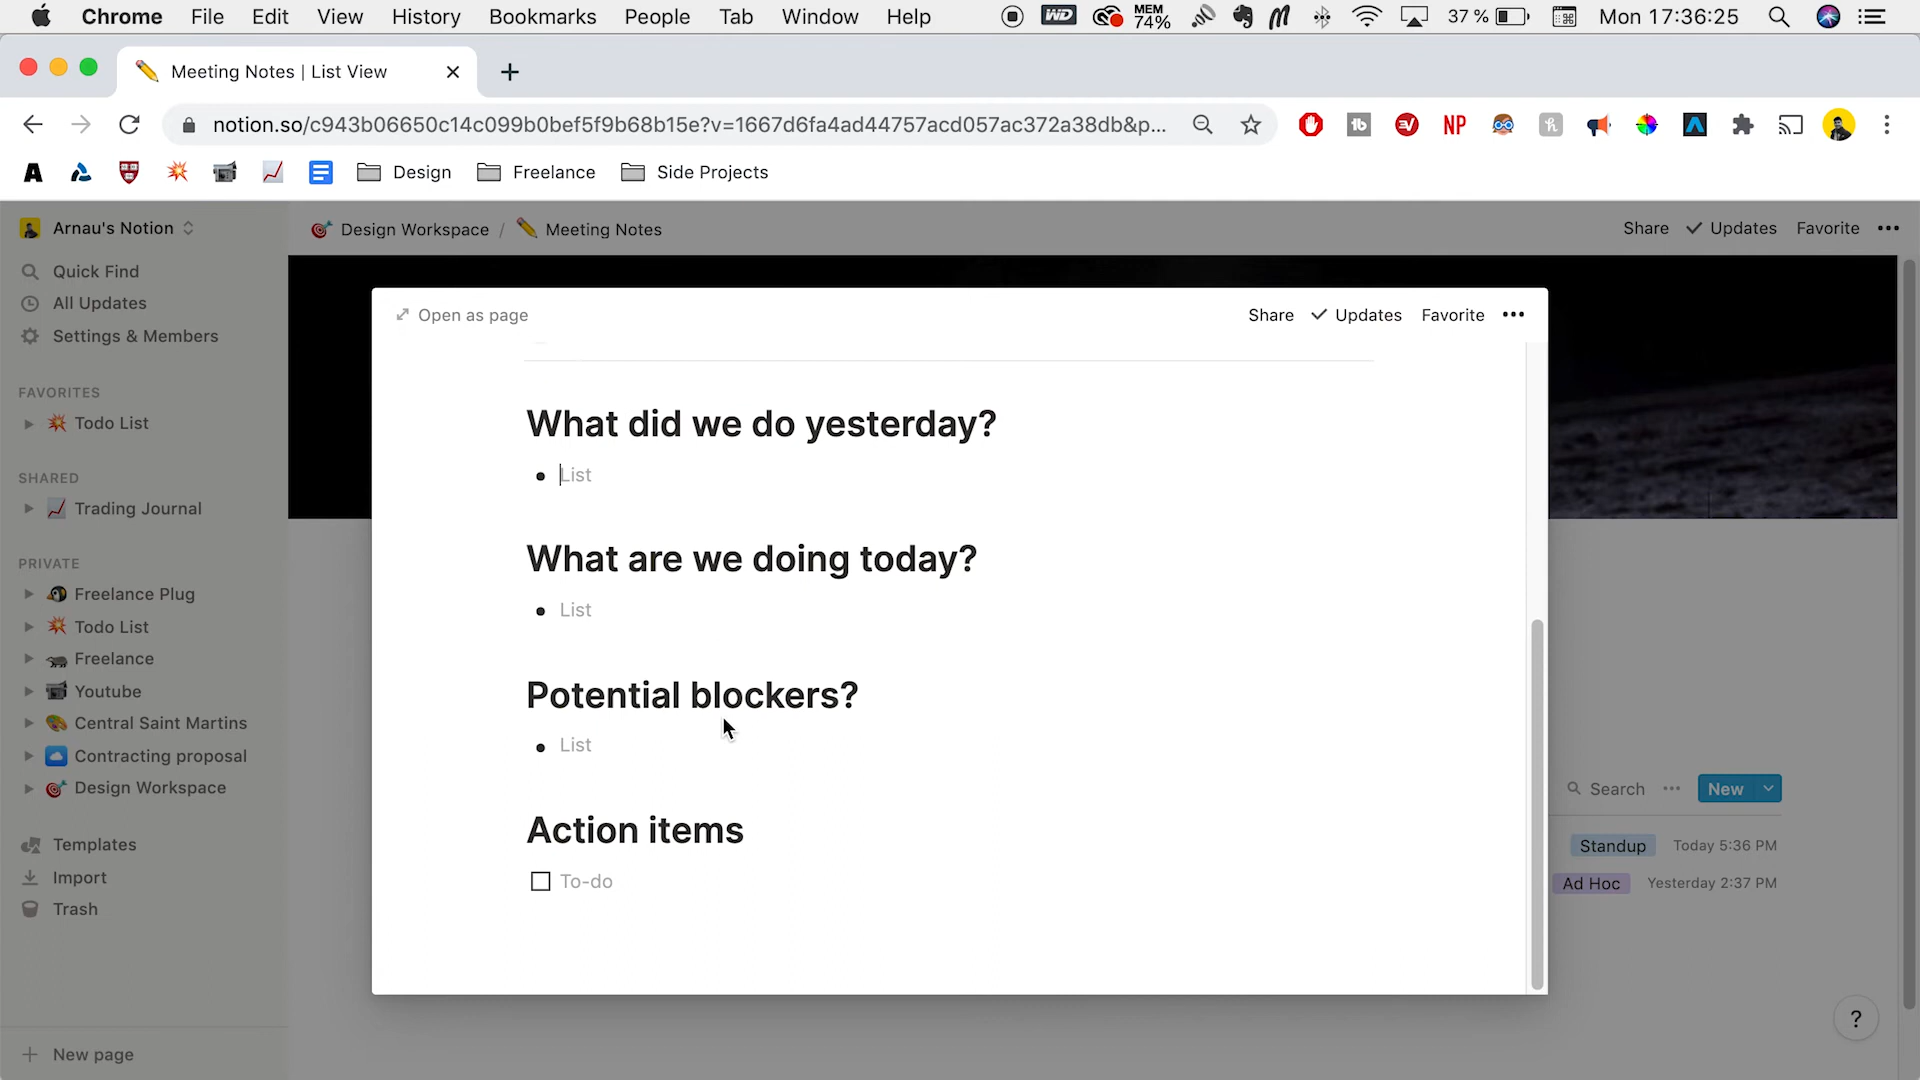 Chrome File Edit View History Bookmarks People Tab Window Help WD MEM 74% 37 % Mon 17:36:25
Meeting Notes | List View
notion.so/c943b06650c14c099b0bef5f9b68b15e?v=1667d6fa4ad44757acd057ac372a38db&p... NP
Design Freelance Side Projects
Arnau's Notion
Design Workspace / Meeting Notes
Share Updates Favorite
Quick Find
All Updates
Settings & Members
FAVORITES
Todo List
SHARED
Trading Journal
PRIVATE
Freelance Plug
Todo List
Freelance
Youtube
Central Saint Martins
Contracting proposal
Design Workspace
Templates
Import
Trash
New page
Open as page
Share Updates Favorite
What did we do yesterday?
List
What are we doing today?
List
Potential blockers?
List
Action items
To-do
Search New
Standup Today 5:36 PM
Ad Hoc Yesterday 2:37 PM
?